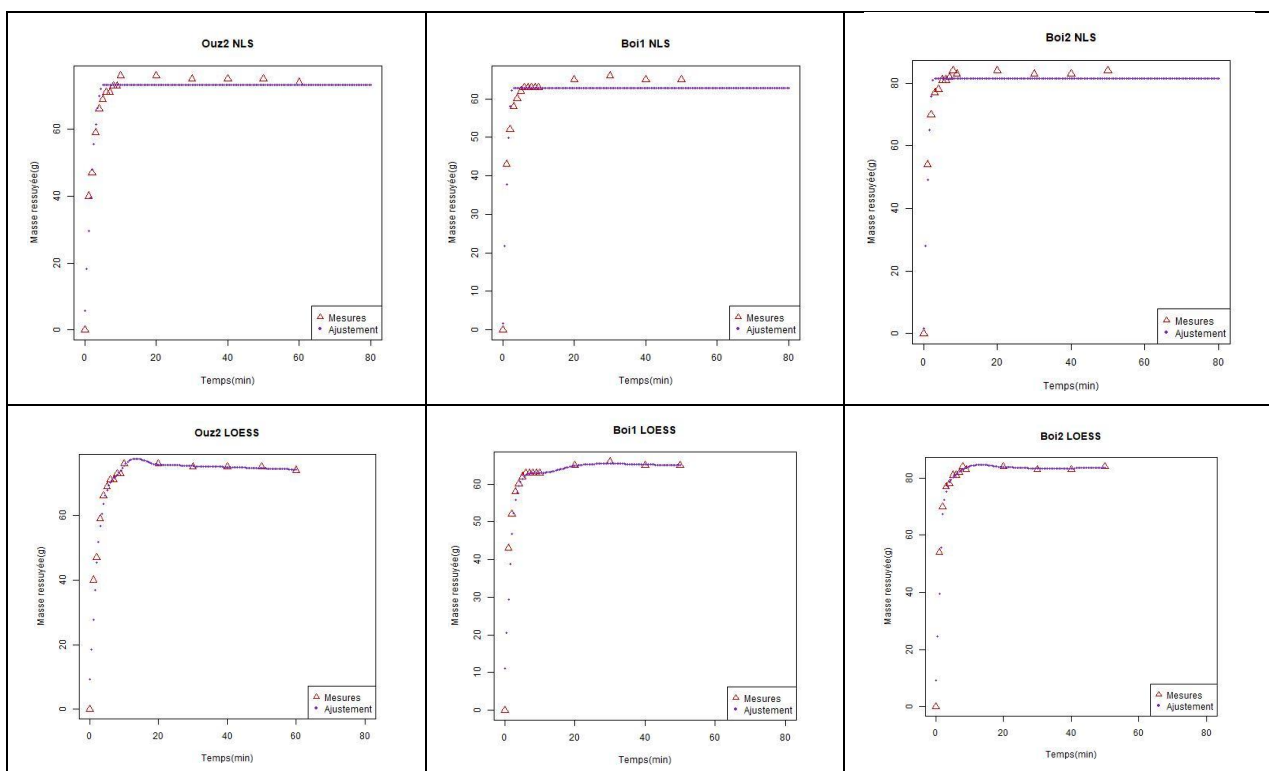 Ouz2 NLS
Masse ressuyée(g)
0
20
40
60
Mesures
Ajustement
0
20
40
60
80
Temps(min)
Boi1 NLS
Masse ressuyée(g)
0
10
20
30
40
50
60
Mesures
Ajustement
0
20
40
60
80
Temps(min)
Boi2 NLS
Masse ressuyée(g)
0
20
40
60
80
Mesures
Ajustement
0
20
40
60
80
Temps(min)
Ouz2 LOESS
Masse ressuyée(g)
0
20
40
60
Mesures
Ajustement
0
20
40
60
80
Temps(min)
Boi1 LOESS
Masse ressuyée(g)
0
10
20
30
40
50
60
Mesures
Ajustement
0
20
40
60
80
Temps(min)
Boi2 LOESS
Masse ressuyée(g)
0
20
40
60
80
Mesures
Ajustement
0
20
40
60
80
Temps(min)